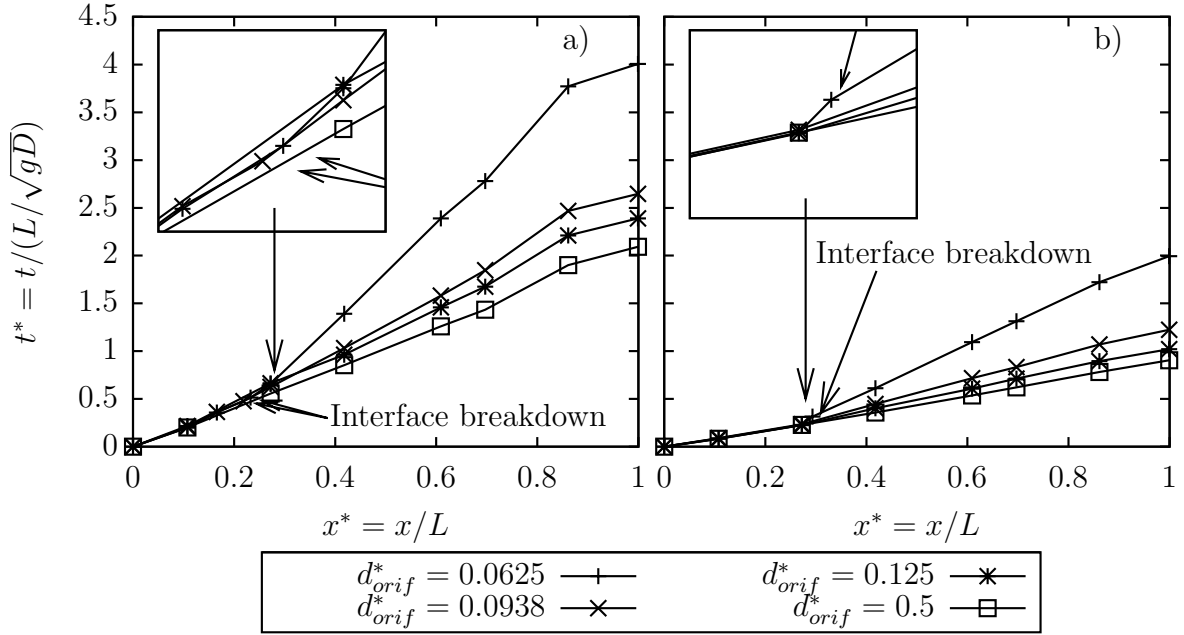 t* = t/(L/√gD)
4.5
4
3.5
3
2.5
2
1.5
1
0.5
0
a)
Interface breakdown
0 0.2 0.4 0.6 0.8 1
x* = x/L
b)
Interface breakdown
0 0.2 0.4 0.6 0.8 1
x* = x/L
d*orif = 0.0625
d*orif = 0.0938
d*orif = 0.125
d*orif = 0.5